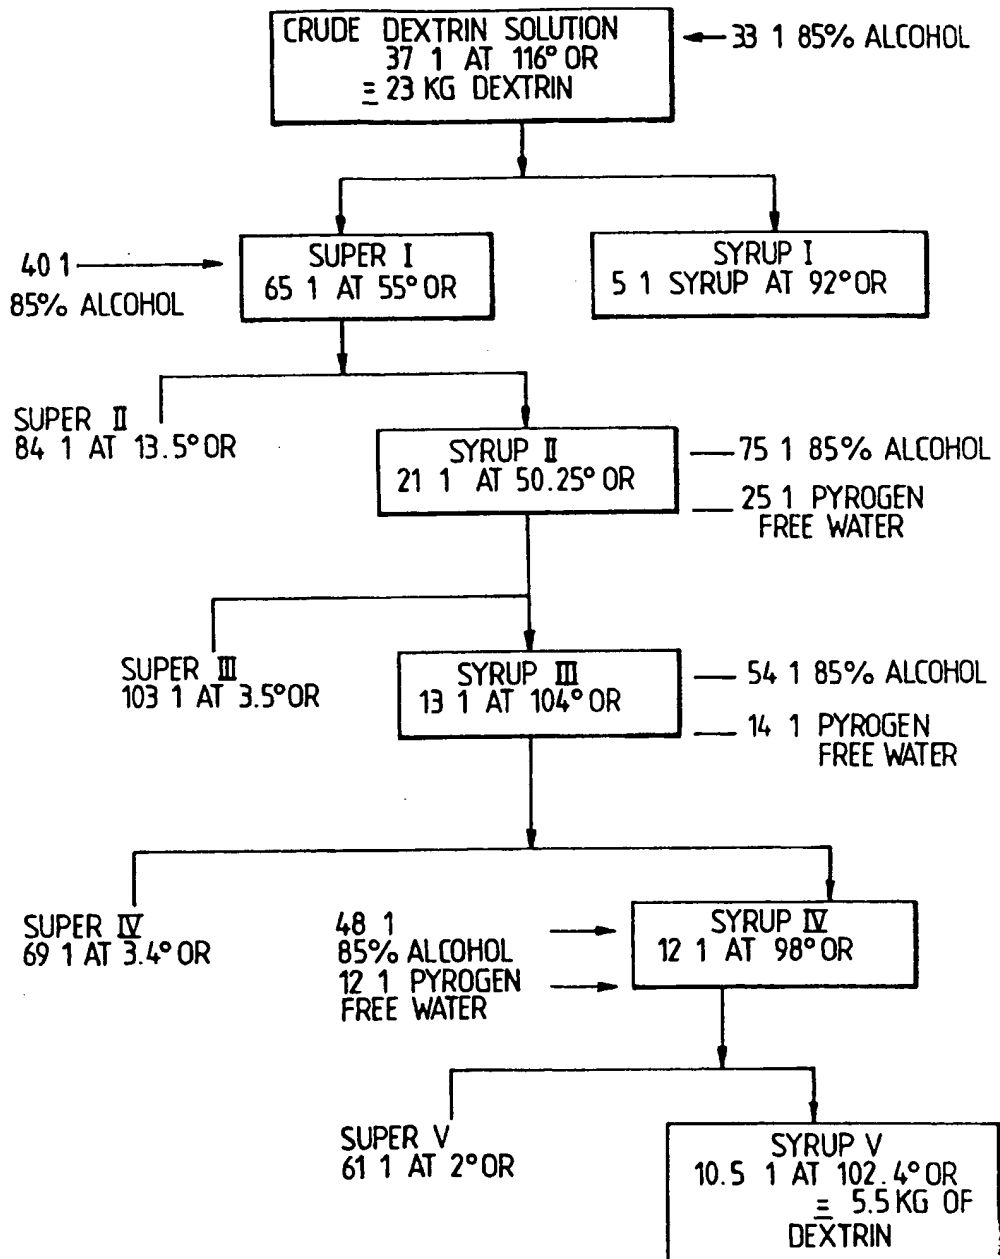 CRUDE DEXTRIN SOLUTION
37 1 AT 116° OR
≡ 23 KG DEXTRIN
33 1 85% ALCOHOL
SUPER I
65 1 AT 55° OR
40 1
85% ALCOHOL
SYRUP I
5 1 SYRUP AT 92° OR
SUPER II
84 1 AT 13.5° OR
SYRUP II
21 1 AT 50.25° OR
75 1 85% ALCOHOL
25 1 PYROGEN
FREE WATER
SUPER III
103 1 AT 3.5° OR
SYRUP III
13 1 AT 104° OR
54 1 85% ALCOHOL
14 1 PYROGEN
FREE WATER
SUPER IV
69 1 AT 3.4° OR
48 1
85% ALCOHOL
12 1 PYROGEN
FREE WATER
SYRUP IV
12 1 AT 98° OR
SUPER V
61 1 AT 2° OR
SYRUP V
10.5 1 AT 102.4° OR
≡ 5.5 KG OF
DEXTRIN